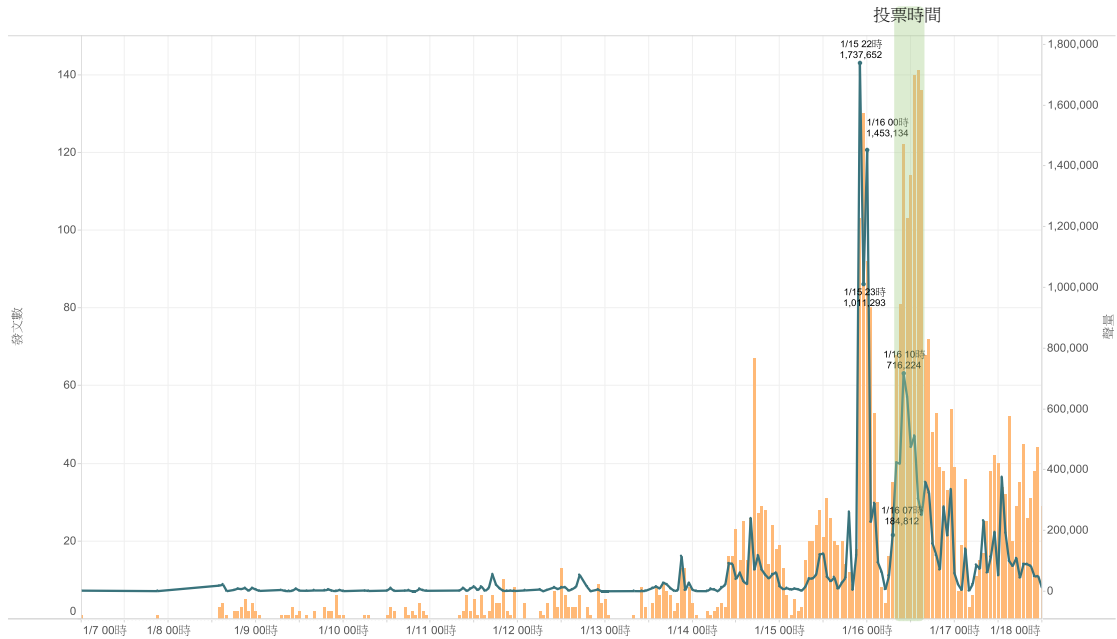 投票時間
1/15 22時
1,737,652
1/16 00時
1,453,134
1/15 23時
1,011,293
1/16 10時
716,224
1/16 07時
184,812
發文數
140
120
100
80
60
40
20
0
聲量
1,800,000
1,600,000
1,400,000
1,200,000
1,000,000
800,000
600,000
400,000
200,000
0
1/7 00時
1/8 00時
1/9 00時
1/10 00時
1/11 00時
1/12 00時
1/13 00時
1/14 00時
1/15 00時
1/16 00時
1/17 00時
1/18 00時